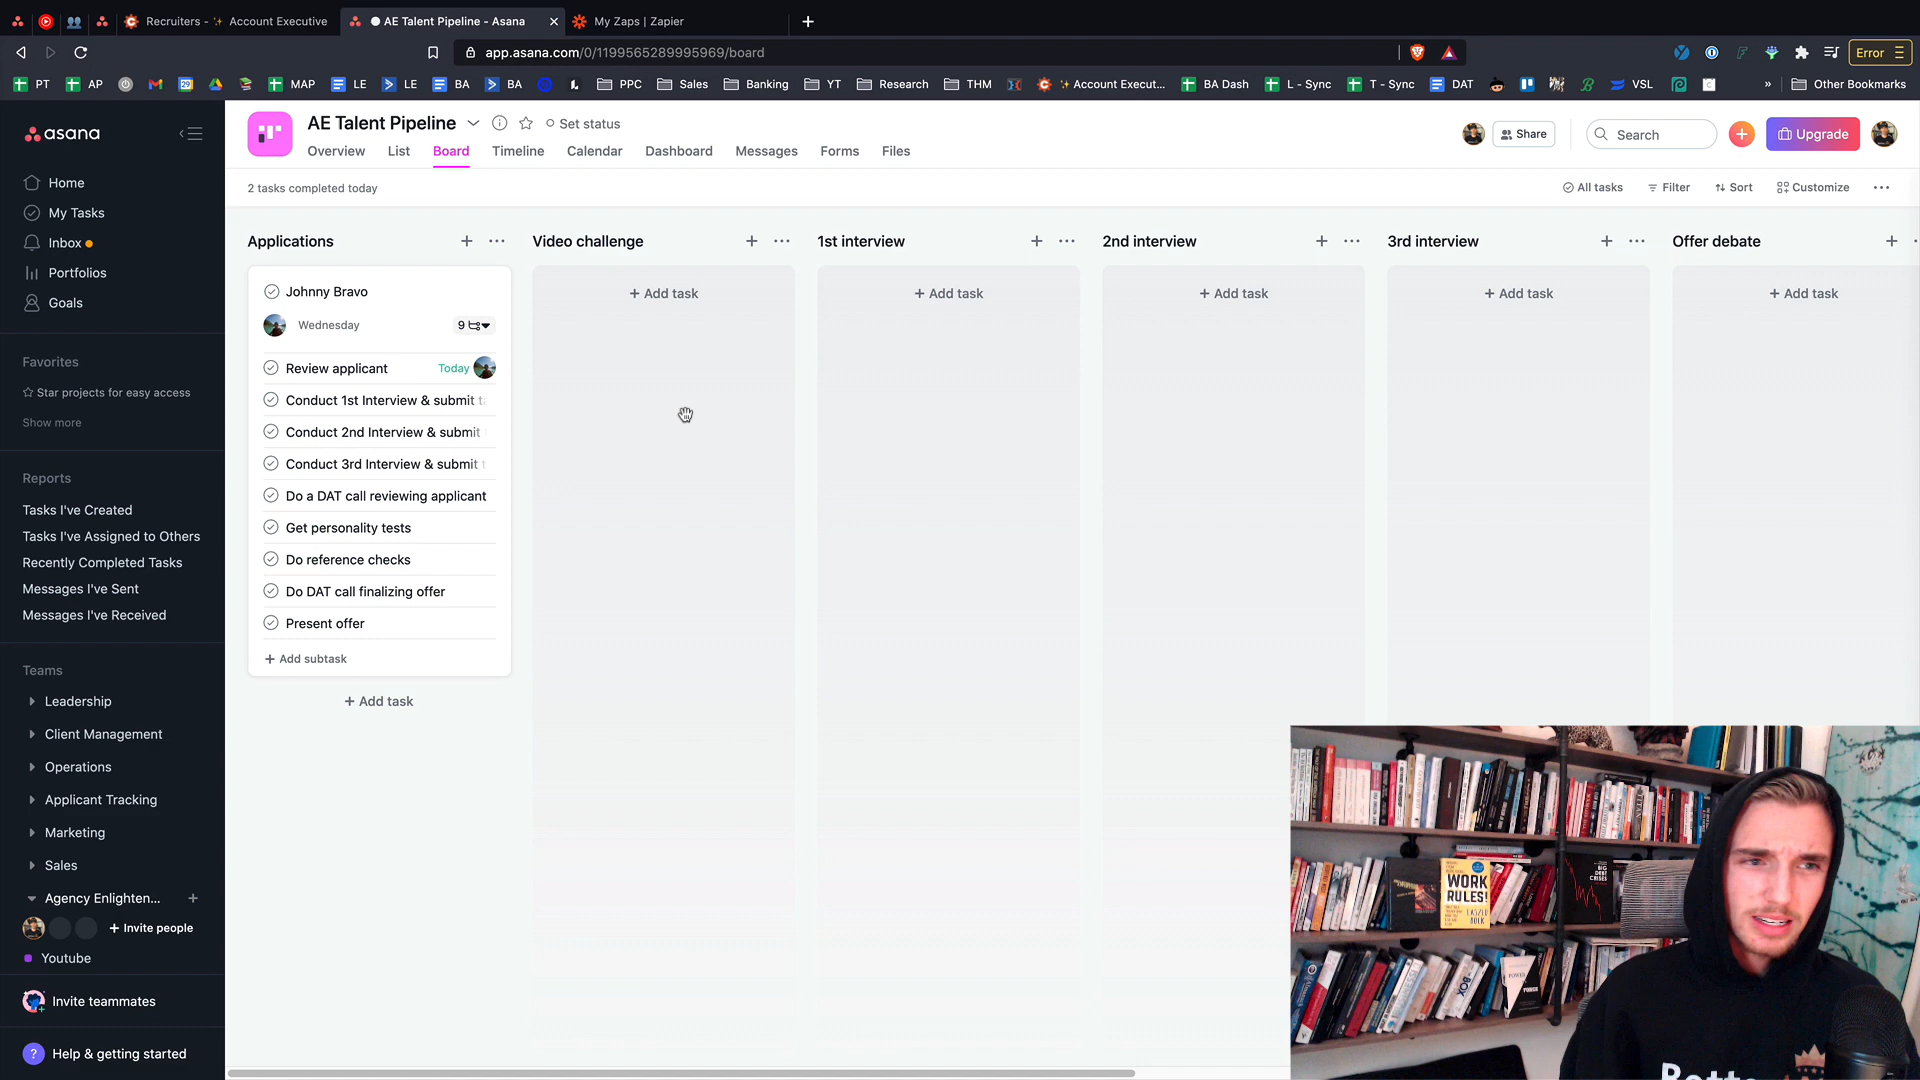 Recruiters - ✨ Account Executive
AE Talent Pipeline - Asana
My Zaps | Zapier
app.asana.com/0/1199565289995969/board
Error
PT
AP
MAP
LE
LE
BA
BA
PPC
Sales
Banking
YT
Research
THM
✨ Account Execut...
BA Dash
L - Sync
T - Sync
DAT
VSL
»
Other Bookmarks
asana
Home
My Tasks
Inbox
Portfolios
Goals
Favorites
Star projects for easy access
Show more
Reports
Tasks I've Created
Tasks I've Assigned to Others
Recently Completed Tasks
Messages I've Sent
Messages I've Received
Teams
Leadership
Client Management
Operations
Applicant Tracking
Marketing
Sales
Agency Enlighten...
+ Invite people
Youtube
Invite teammates
? Help & getting started
AE Talent Pipeline
Set status
Share
Search
Upgrade
Overview
List
Board
Timeline
Calendar
Dashboard
Messages
Forms
Files
2 tasks completed today
All tasks
Filter
Sort
Customize
Applications
Johnny Bravo
Wednesday
9
Review applicant
Today
Conduct 1st Interview & submit t
Conduct 2nd Interview & submit
Conduct 3rd Interview & submit t
Do a DAT call reviewing applicant
Get personality tests
Do reference checks
Do DAT call finalizing offer
Present offer
+ Add subtask
+ Add task
Video challenge
+ Add task
1st interview
+ Add task
2nd interview
+ Add task
3rd interview
+ Add task
Offer debate
+ Add task
WORK
RULES!
LASZLO
BOCK
BIG
DEBT
CRISES
BOX
POWER
FORCE